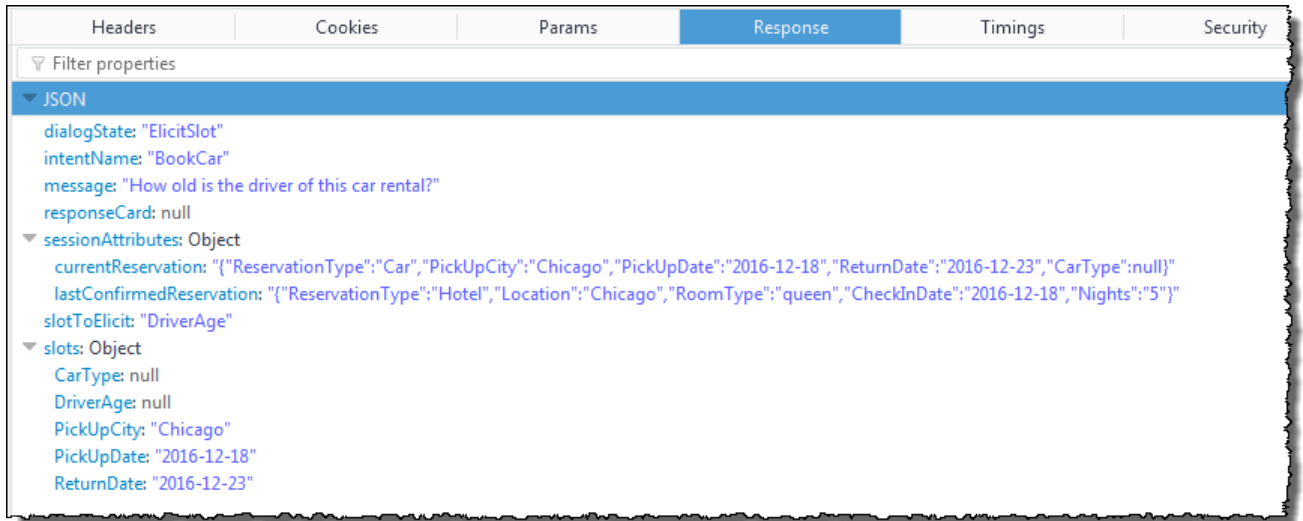 Headers Cookies Params Response Timings Security
Filter properties
JSON
dialogState: "ElicitSlot"
intentName: "BookCar"
message: "How old is the driver of this car rental?"
responseCard: null
sessionAttributes: Object
currentReservation: "{"ReservationType":"Car","PickUpCity":"Chicago","PickUpDate":"2016-12-18","ReturnDate":"2016-12-23","CarType":null}"
lastConfirmedReservation: "{"ReservationType":"Hotel","Location":"Chicago","RoomType":"queen","CheckInDate":"2016-12-18","Nights":"5"}"
slotToElicit: "DriverAge"
slots: Object
CarType: null
DriverAge: null
PickUpCity: "Chicago"
PickUpDate: "2016-12-18"
ReturnDate: "2016-12-23"